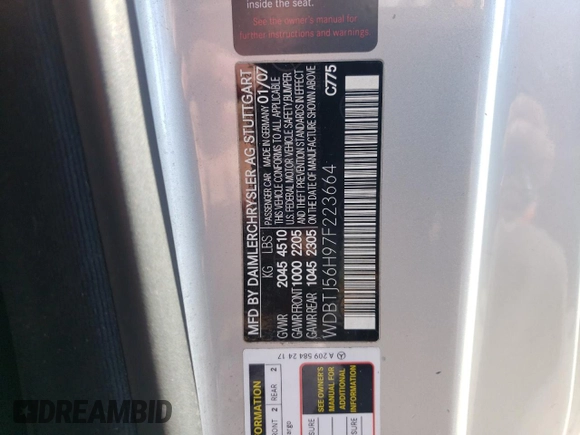 inside the seat.
See the owner's manual for
further instructions and warnings.
MFD BY DAIMLERCHRYSLER AG STUTTGART
PASSENGER CAR MADE IN GERMANY 01/07
KG LBS
THIS VEHICLE CONFORMS TO ALL APPLICABLE
GVWR 2045 4510
U.S. FEDERAL MOTOR VEHICLE SAFETY, BUMPER
GAWR FRONT 1000 2205
AND THEFT PREVENTION STANDARDS IN EFFECT
GAWR REAR 1045 2305
ON THE DATE OF MANUFACTURE SHOWN ABOVE
WDBTJ56H97F223664
C775
A 209 584 24 17
INFORMATION
FRONT 2 REAR 2
cargo
SEE OWNER'S
MANUAL FOR
ADDITIONAL
INFORMATION
DREAMBID